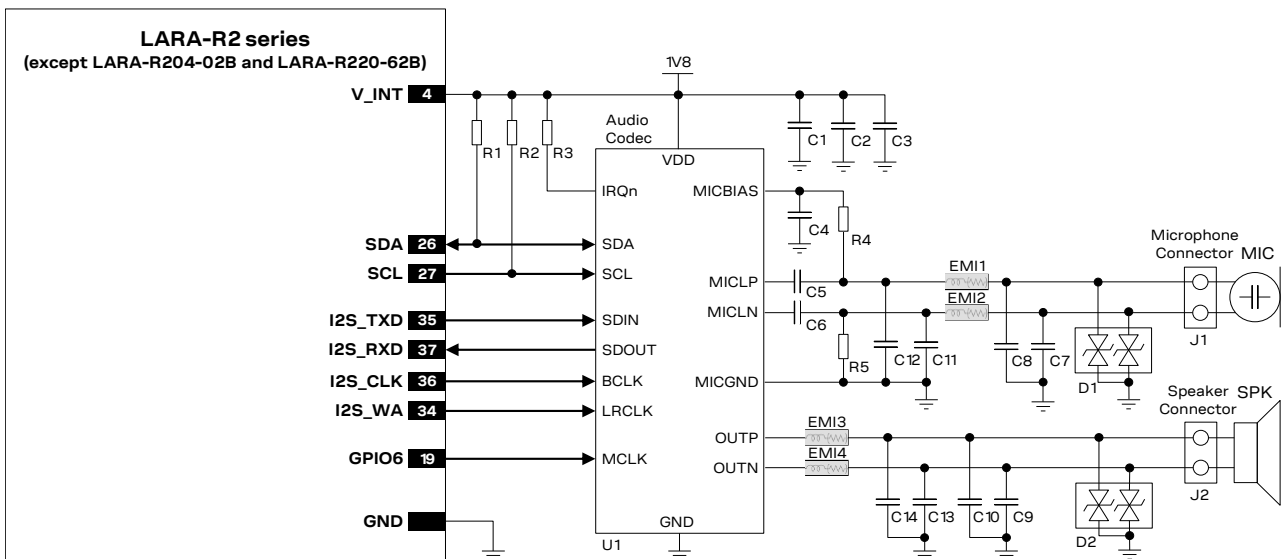 LARA-R2 series
(except LARA-R204-02B and LARA-R220-62B)
1V8
V_INT 4
R1
R2
R3
Audio
Codec
VDD
C1
C2
C3
IRQn
MICBIAS
C4
R4
SDA 26
SDA
SCL 27
SCL
Microphone
Connector
MIC
EMI1
MICLP
C5
EMI2
MICLN
C6
I2S_TXD 35
SDIN
I2S_RXD 37
SDOUT
R5
C12
C11
C8
C7
J1
I2S_CLK 36
BCLK
MICGND
D1
I2S_WA 34
LRCLK
Speaker
Connector
SPK
EMI3
OUTP
EMI4
OUTN
GPIO6 19
MCLK
J2
C14
C13
C10
C9
GND
GND
U1
D2